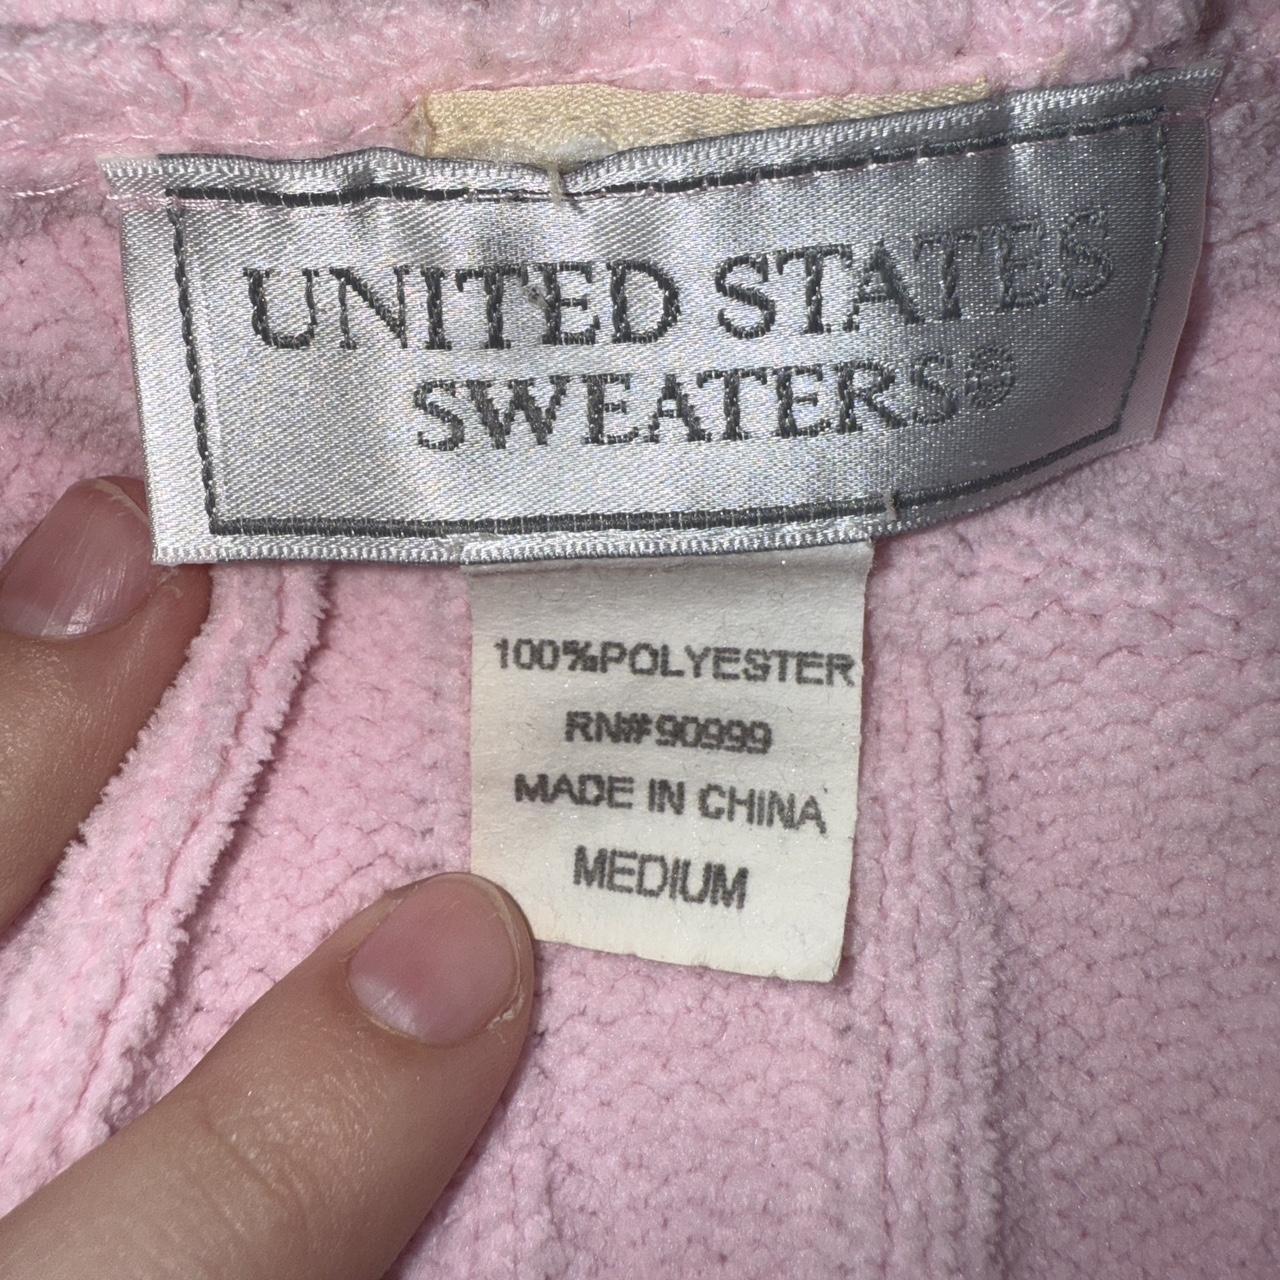 UNITED STATES
SWEATERS®
100%POLYESTER
RN#90999
MADE IN CHINA
MEDIUM